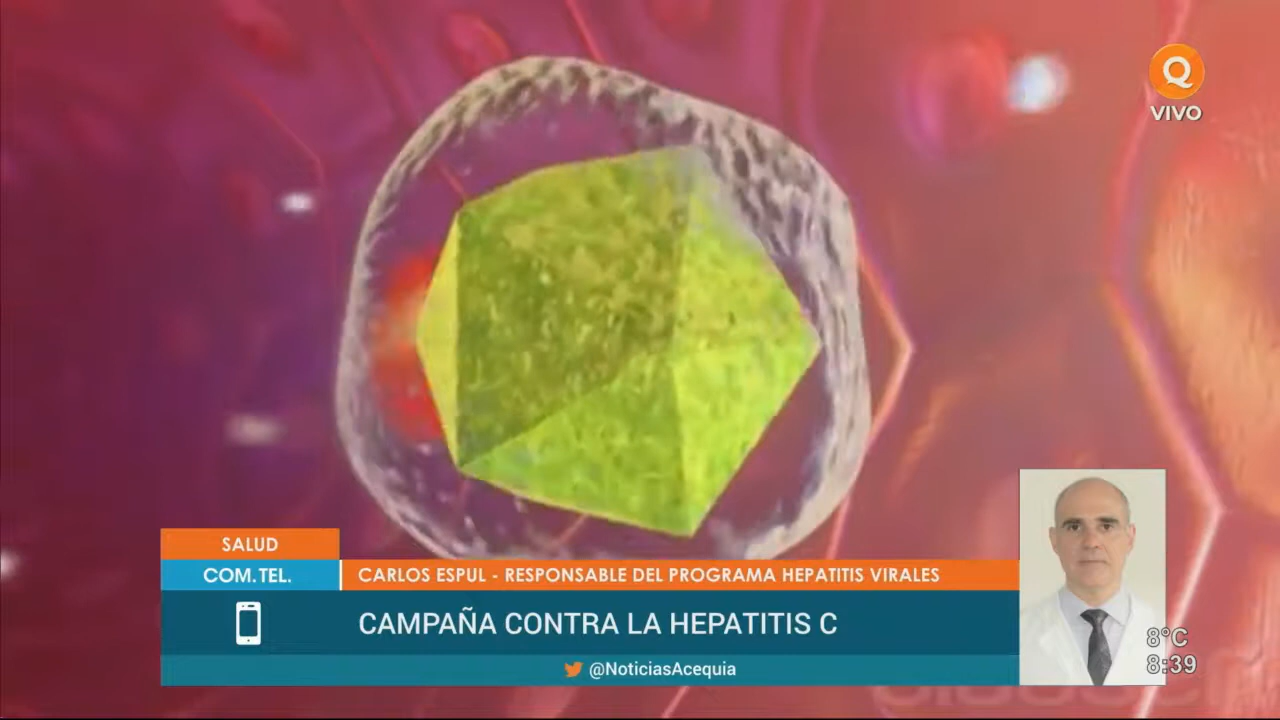 Q
VIVO
SALUD
COM.TEL.
CARLOS ESPUL - RESPONSABLE DEL PROGRAMA HEPATITIS VIRALES
CAMPAÑA CONTRA LA HEPATITIS C
@NoticiasAcequia
8°C
8:39